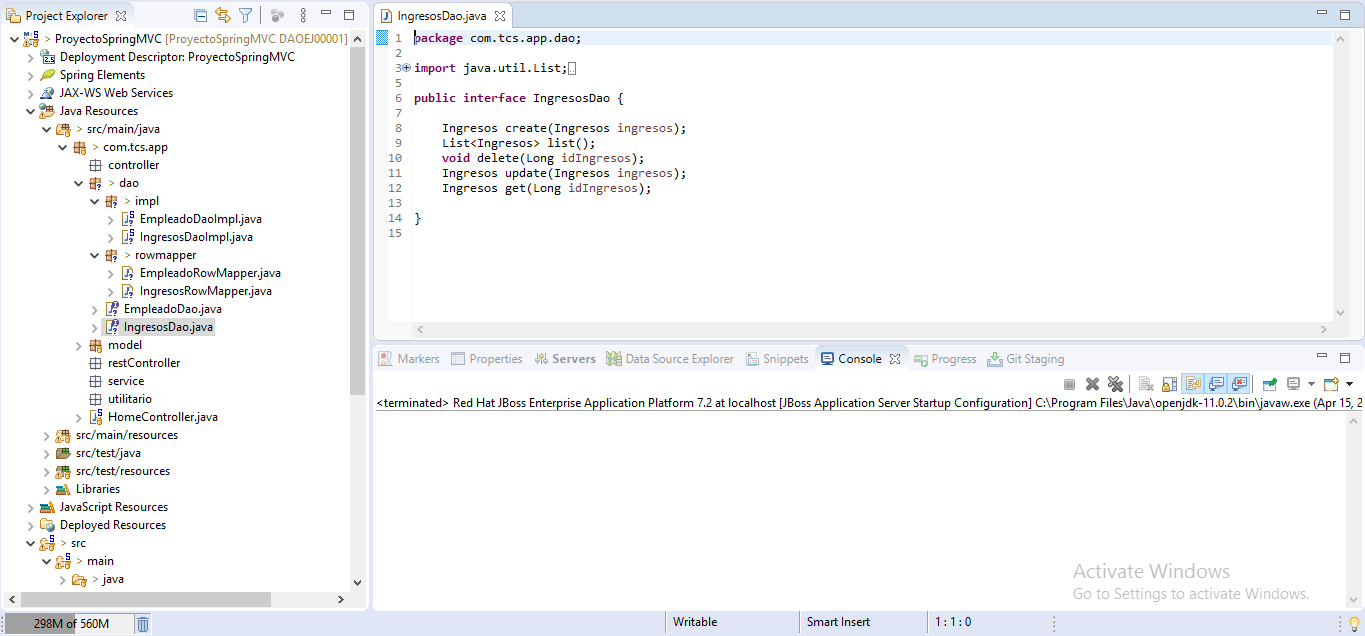 Project Explorer
> ProyectoSpringMVC [ProyectoSpringMVC DAOEJ00001]
Deployment Descriptor: ProyectoSpringMVC
Spring Elements
JAX-WS Web Services
Java Resources
> src/main/java
> com.tcs.app
controller
> dao
> impl
EmpleadoDaoImpl.java
IngresosDaoImpl.java
> rowmapper
EmpleadoRowMapper.java
IngresosRowMapper.java
EmpleadoDao.java
IngresosDao.java
model
restController
service
utilitario
HomeController.java
src/main/resources
src/test/java
src/test/resources
Libraries
JavaScript Resources
Deployed Resources
> src
> main
> java
298M of 560M
IngresosDao.java
1 package com.tcs.app.dao;
2
3 import java.util.List;
5
6 public interface IngresosDao {
7
8 Ingresos create(Ingresos ingresos);
9 List<Ingresos> list();
10 void delete(Long idIngresos);
11 Ingresos update(Ingresos ingresos);
12 Ingresos get(Long idIngresos);
13
14 }
15
Markers Properties Servers Data Source Explorer Snippets Console Progress Git Staging
<terminated> Red Hat JBoss Enterprise Application Platform 7.2 at localhost [JBoss Application Server Startup Configuration] C:\Program Files\Java\openjdk-11.0.2\bin\javaw.exe (Apr 15, 2
Activate Windows
Go to Settings to activate Windows.
Writable Smart Insert 1 : 1 : 0